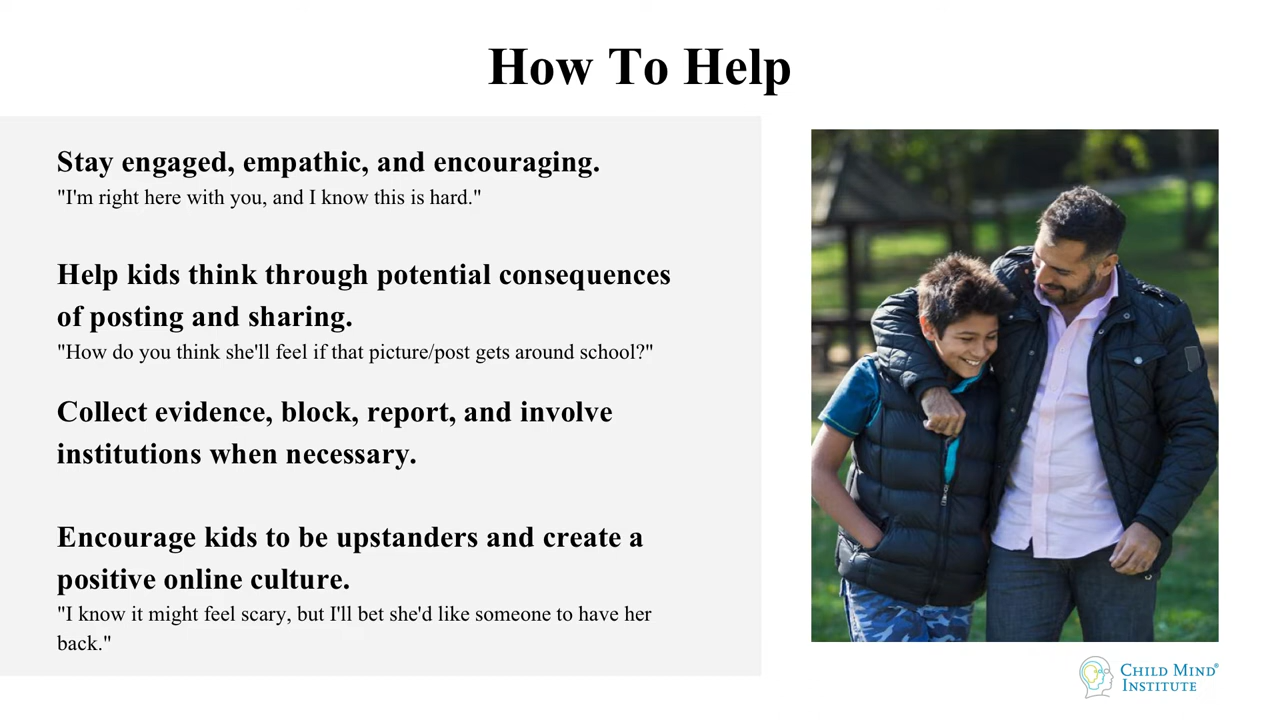 How To Help
Stay engaged, empathic, and encouraging.
"I'm right here with you, and I know this is hard."
Help kids think through potential consequences
of posting and sharing.
"How do you think she'll feel if that picture/post gets around school?"
Collect evidence, block, report, and involve
institutions when necessary.
Encourage kids to be upstanders and create a
positive online culture.
"I know it might feel scary, but I'll bet she'd like someone to have her
back."
CHILD MIND®
INSTITUTE